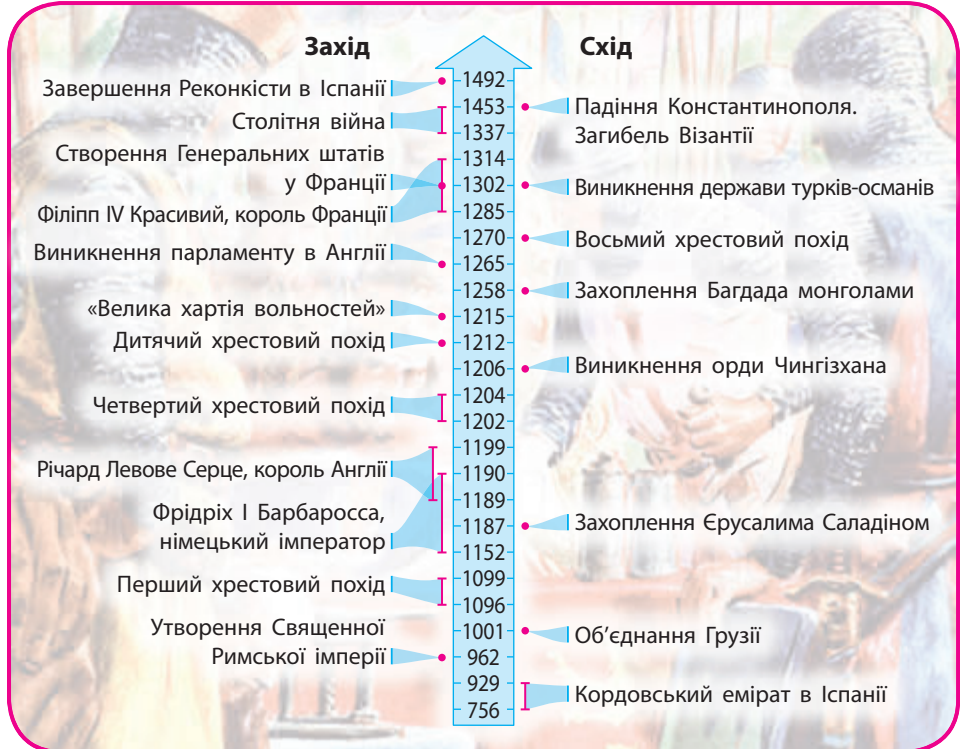 Захід
Схід
Завершення Реконкісти в Іспанії
Столітня війна
Створення Генеральних штатів
у Франції
Філіпп IV Красивий, король Франції
Виникнення парламенту в Англії
«Велика хартія вольностей»
Дитячий хрестовий похід
Четвертий хрестовий похід
Річард Левове Серце, король Англії
Фрідріх І Барбаросса,
німецький імператор
Перший хрестовий похід
Утворення Священної
Римської імперії
1492
1453
1337
1314
1302
1285
1270
1265
1258
1215
1212
1206
1204
1202
1199
1190
1189
1187
1152
1099
1096
1001
962
929
756
Падіння Константинополя.
Загибель Візантії
Виникнення держави турків-османів
Восьмий хрестовий похід
Захоплення Багдада монголами
Виникнення орди Чингізхана
Захоплення Єрусалима Саладіном
Об’єднання Грузії
Кордовський емірат в Іспанії